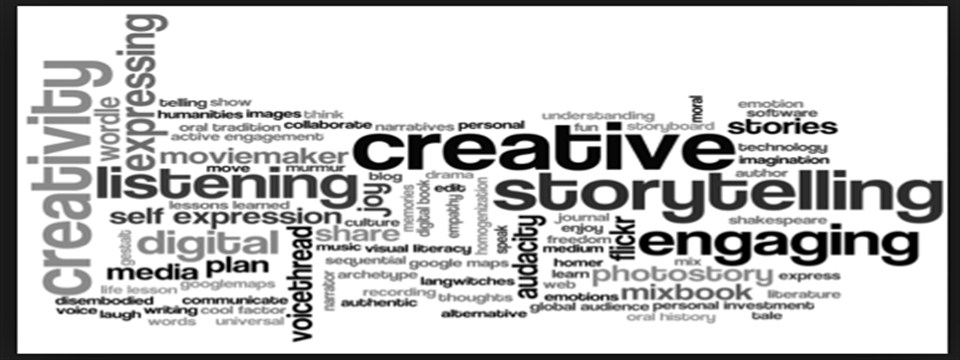 creativity
wordle
expressing
telling show
humanities images think
oral tradition collaborate narratives personal
active engagement
understanding
fun storyboard
moral
emotion
software
stories
moviemaker
creative
technology
imagination
move murmur
listening
blog drama
author
storytelling
lessons learned
joy
memories
digital book
edit
empathy
homogenization
self expression
culture
share
journal
enjoy
freedom
medium
flickr
shakespeare
engaging
gestalt
digital
music visual literacy
speak
audacity
homer
mix
media plan
voicethread
sequential google maps
learn photostory express
life lesson googlemaps
narrator
archetype langwitches
web
disembodied communicate
recording thoughts
emotions mixbook literature
voice laugh writing cool factor
authentic
global audience personal investment
words universal
alternative
oral history tale